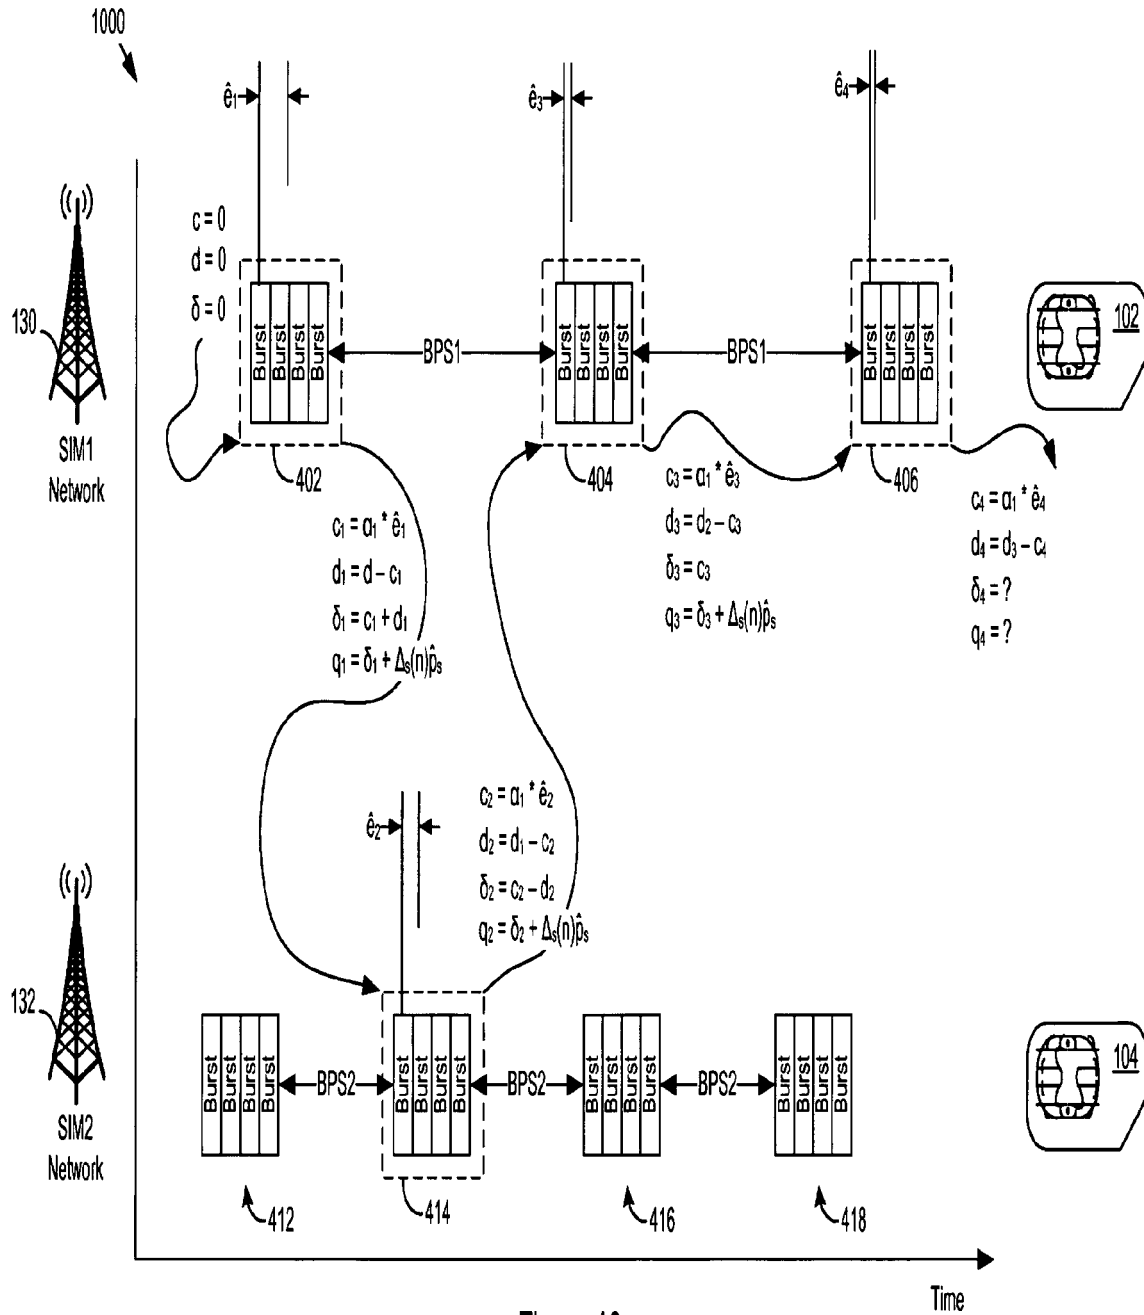 1000
ê₁
ê₃
ê₄
c = 0
d = 0
δ = 0
130
SIM1
Network
Burst
Burst
Burst
Burst
BPS1
Burst
Burst
Burst
Burst
BPS1
Burst
Burst
Burst
Burst
102
402
404
406
c₁ = α₁ * ê₁
d₁ = d – c₁
δ₁ = c₁ + d₁
q₁ = δ₁ + Δₛ(n)p̂ₛ
c₃ = α₁ * ê₃
d₃ = d₂ – c₃
δ₃ = c₃
q₃ = δ₃ + Δₛ(n)p̂ₛ
c₄ = α₁ * ê₄
d₄ = d₃ – c₄
δ₄ = ?
q₄ = ?
ê₂
c₂ = α₁ * ê₂
d₂ = d₁ – c₂
δ₂ = c₂ – d₂
q₂ = δ₂ + Δₛ(n)p̂ₛ
132
SIM2
Network
Burst
Burst
Burst
Burst
BPS2
Burst
Burst
Burst
Burst
BPS2
Burst
Burst
Burst
Burst
BPS2
Burst
Burst
Burst
Burst
104
412
414
416
418
Time